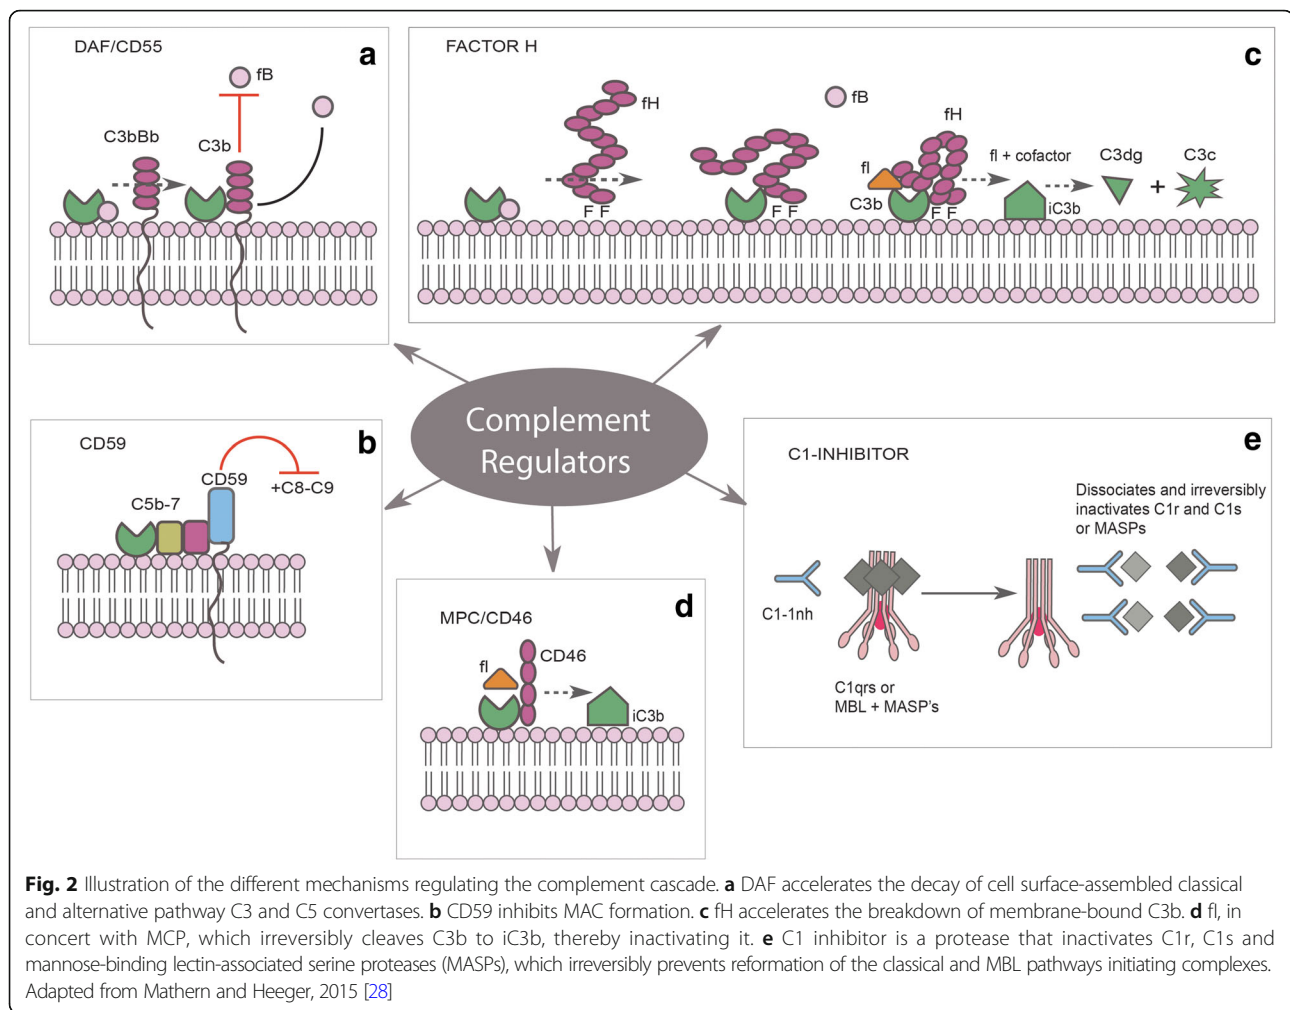 DAF/CD55
a
fB
C3bBb
C3b
FACTOR H
c
fH
fB
fH
fI
C3b
fI + cofactor
C3dg
C3c
+
iC3b
F F
F F
F F
Complement
Regulators
CD59
b
CD59
+C8-C9
C5b-7
MPC/CD46
d
CD46
fI
iC3b
C1-INHIBITOR
e
Dissociates and irreversibly
inactivates C1r and C1s
or MASPs
C1-1nh
C1qrs or
MBL + MASP's
Fig. 2 Illustration of the different mechanisms regulating the complement cascade. a DAF accelerates the decay of cell surface-assembled classical
and alternative pathway C3 and C5 convertases. b CD59 inhibits MAC formation. c fH accelerates the breakdown of membrane-bound C3b. d fI, in
concert with MCP, which irreversibly cleaves C3b to iC3b, thereby inactivating it. e C1 inhibitor is a protease that inactivates C1r, C1s and
mannose-binding lectin-associated serine proteases (MASPs), which irreversibly prevents reformation of the classical and MBL pathways initiating complexes.
Adapted from Mathern and Heeger, 2015 [28]